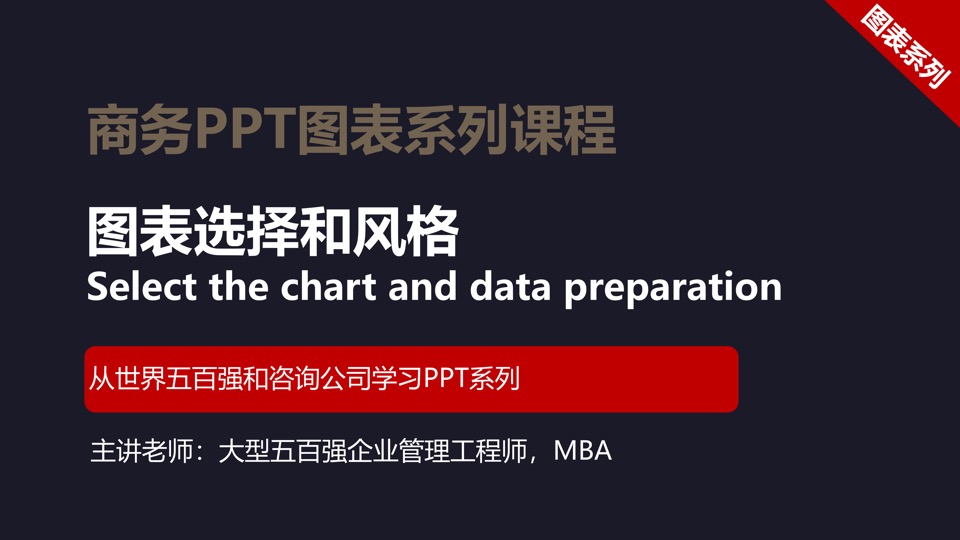 图表系列
商务PPT图表系列课程
图表选择和风格
Select the chart and data preparation
从世界五百强和咨询公司学习PPT系列
主讲老师：大型五百强企业管理工程师，MBA